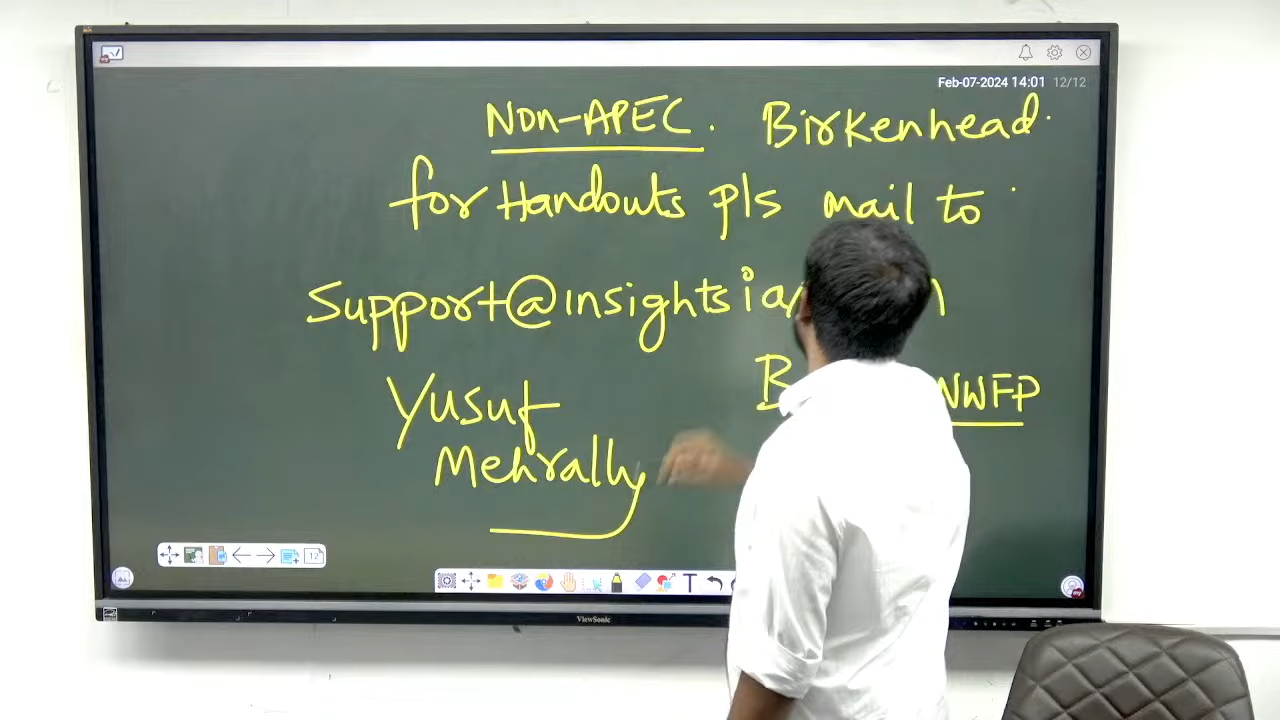 Feb-07-2024 14:01 12/12
NON-APEC. Birkenhead.
for Handouts pls mail to
Support@insightsia
Yusuf NWFP
Mehrally
12
T
ViewSonic